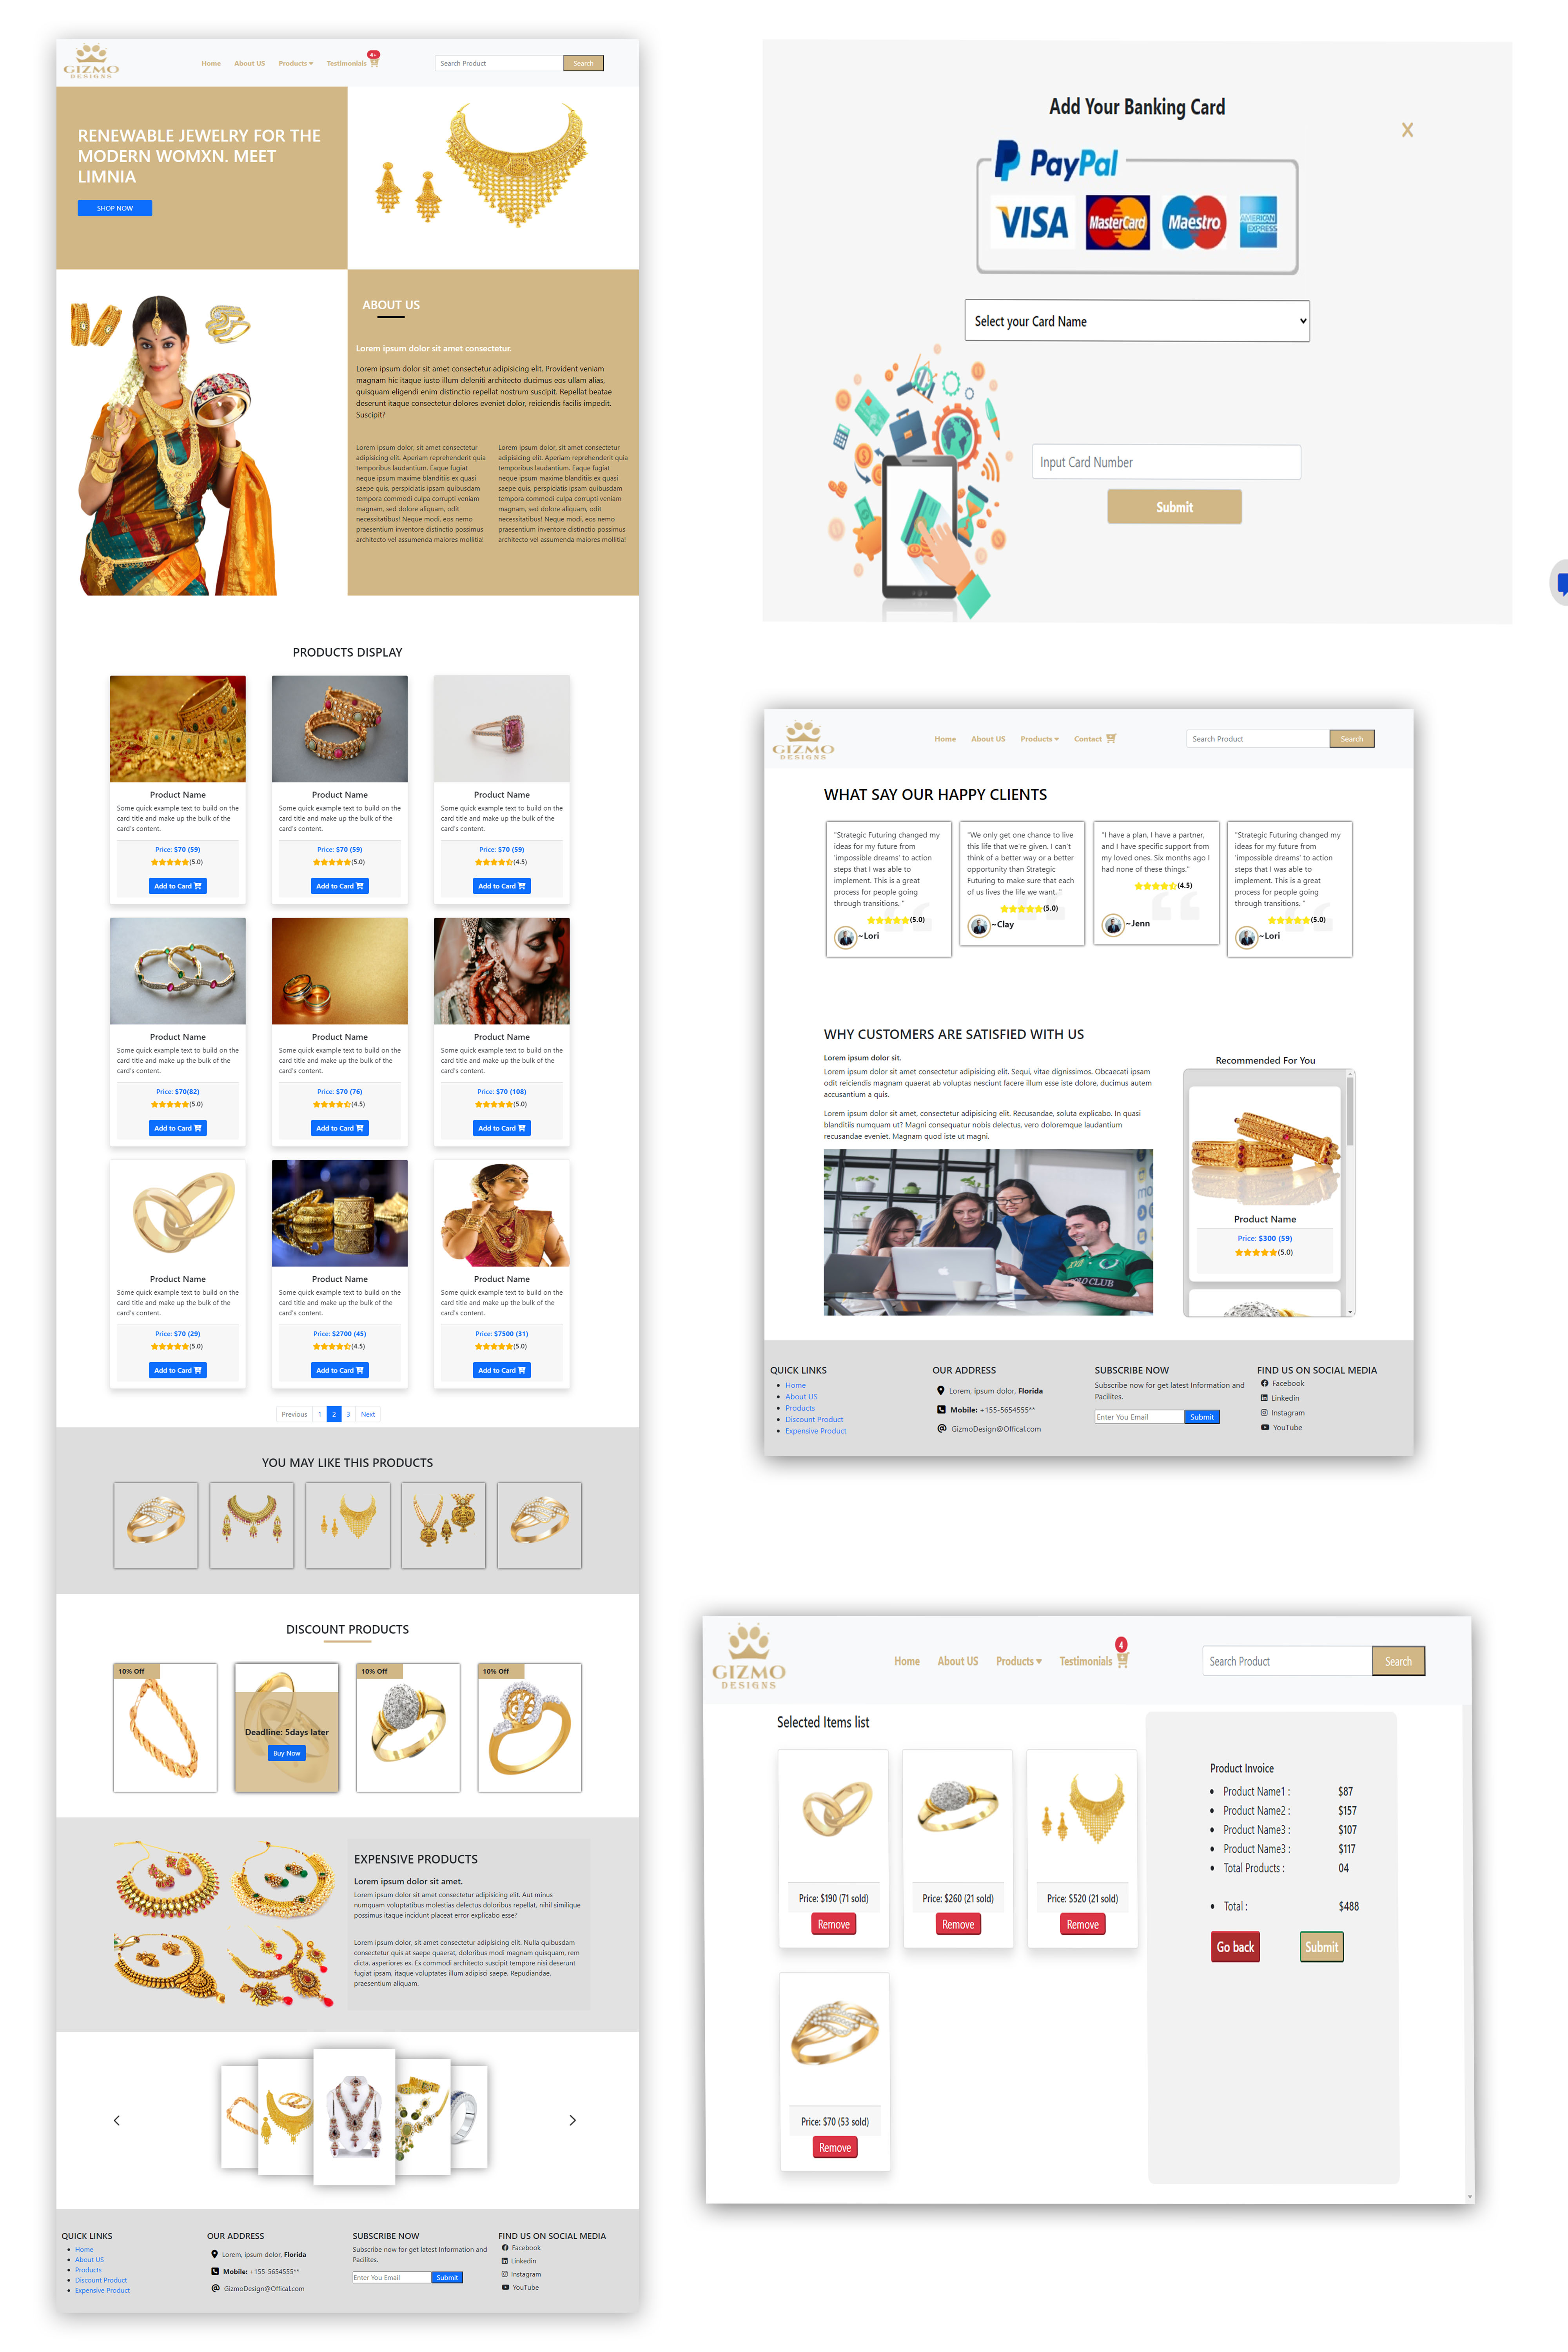 GIZMO
DESIGNS
Home About US Products Testimonials 4+
Search Product Search
RENEWABLE JEWELRY FOR THE
MODERN WOMXN. MEET
LIMNIA
SHOP NOW
ABOUT US
Lorem ipsum dolor sit amet consectetur.
Lorem ipsum dolor sit amet consectetur adipisicing elit. Provident veniam
magnam hic itaque iusto illum deleniti architecto ducimus eos ullam alias,
quisquam eligendi enim distinctio repellat nostrum suscipit. Repellat beatae
deserunt itaque consectetur dolores eveniet dolor, reiciendis facilis impedit.
Suscipit?
Lorem ipsum dolor, sit amet consectetur
adipisicing elit. Aperiam reprehenderit quia
temporibus laudantium. Eaque fugiat
neque ipsum maxime blanditiis ex quasi
saepe quis, perspiciatis ipsam quibusdam
tempora commodi culpa corrupti veniam
magnam, sed dolore aliquam, odit
necessitatibus! Neque modi, eos nemo
praesentium inventore distinctio possimus
architecto vel assumenda maiores mollitia!
Lorem ipsum dolor, sit amet consectetur
adipisicing elit. Aperiam reprehenderit quia
temporibus laudantium. Eaque fugiat
neque ipsum maxime blanditiis ex quasi
saepe quis, perspiciatis ipsam quibusdam
tempora commodi culpa corrupti veniam
magnam, sed dolore aliquam, odit
necessitatibus! Neque modi, eos nemo
praesentium inventore distinctio possimus
architecto vel assumenda maiores mollitia!
PRODUCTS DISPLAY
Product Name
Some quick example text to build on the
card title and make up the bulk of the
card's content.
Price: $70 (59)
(5.0)
Add to Card
Product Name
Some quick example text to build on the
card title and make up the bulk of the
card's content.
Price: $70 (59)
(5.0)
Add to Card
Product Name
Some quick example text to build on the
card title and make up the bulk of the
card's content.
Price: $70 (59)
(4.5)
Add to Card
Product Name
Some quick example text to build on the
card title and make up the bulk of the
card's content.
Price: $70(82)
(5.0)
Add to Card
Product Name
Some quick example text to build on the
card title and make up the bulk of the
card's content.
Price: $70 (76)
(4.5)
Add to Card
Product Name
Some quick example text to build on the
card title and make up the bulk of the
card's content.
Price: $70 (108)
(5.0)
Add to Card
Product Name
Some quick example text to build on the
card title and make up the bulk of the
card's content.
Price: $70 (29)
(5.0)
Add to Card
Product Name
Some quick example text to build on the
card title and make up the bulk of the
card's content.
Price: $2700 (45)
(4.5)
Add to Card
Product Name
Some quick example text to build on the
card title and make up the bulk of the
card's content.
Price: $7500 (31)
(5.0)
Add to Card
Previous 1 2 3 Next
YOU MAY LIKE THIS PRODUCTS
DISCOUNT PRODUCTS
10% Off
Deadline: 5days later
Buy Now
10% Off
10% Off
EXPENSIVE PRODUCTS
Lorem ipsum dolor sit amet.
Lorem ipsum dolor sit amet consectetur adipisicing elit. Aut minus
numquam voluptatibus molestias delectus doloribus repellat, nihil similique
possimus itaque incidunt placeat error explicabo esse?
Lorem ipsum dolor, sit amet consectetur adipisicing elit. Nulla quibusdam
consectetur quis at saepe quaerat, doloribus modi magnam quisquam, rem
dicta, asperiores ex. Ex commodi architecto suscipit tempore nisi deserunt
fugiat ipsam, itaque voluptates illum adipisci saepe. Repudiandae,
praesentium aliquam.
QUICK LINKS
Home
About US
Products
Discount Product
Expensive Product
OUR ADDRESS
Lorem, ipsum dolor, Florida
Mobile: +155-5654555**
GizmoDesign@Offical.com
SUBSCRIBE NOW
Subscribe now for get latest Information and
Pacilites.
Enter You Email Submit
FIND US ON SOCIAL MEDIA
Facebook
Linkedin
Instagram
YouTube
Add Your Banking Card
X
PayPal
VISA MasterCard Maestro AMERICAN EXPRESS
Select your Card Name
Input Card Number
Submit
GIZMO
DESIGNS
Home About US Products Contact
Search Product Search
WHAT SAY OUR HAPPY CLIENTS
"Strategic Futuring changed my
ideas for my future from
'impossible dreams' to action
steps that I was able to
implement. This is a great
process for people going
through transitions. "
(5.0)
~Lori
"We only get one chance to live
this life that we're given. I can't
think of a better way or a better
opportunity than Strategic
Futuring to make sure that each
of us lives the life we want. "
(5.0)
~Clay
"I have a plan, I have a partner,
and I have specific support from
my loved ones. Six months ago I
had none of these things."
(4.5)
~Jenn
"Strategic Futuring changed my
ideas for my future from
'impossible dreams' to action
steps that I was able to
implement. This is a great
process for people going
through transitions. "
(5.0)
~Lori
WHY CUSTOMERS ARE SATISFIED WITH US
Lorem ipsum dolor sit.
Lorem ipsum dolor sit amet consectetur adipisicing elit. Sequi, vitae dignissimos. Obcaecati ipsam
odit reiciendis magnam quaerat ab voluptas nesciunt facere illum esse iste dolore, ducimus autem
accusantium a quis.
Lorem ipsum dolor sit amet, consectetur adipisicing elit. Recusandae, soluta explicabo. In quasi
blanditiis numquam ut? Magni consequatur nobis delectus, vero doloremque laudantium
recusandae eveniet. Magnam quod iste ut magni.
Recommended For You
Product Name
Price: $300 (59)
(5.0)
QUICK LINKS
Home
About US
Products
Discount Product
Expensive Product
OUR ADDRESS
Lorem, ipsum dolor, Florida
Mobile: +155-5654555**
GizmoDesign@Offical.com
SUBSCRIBE NOW
Subscribe now for get latest Information and
Pacilites.
Enter You Email Submit
FIND US ON SOCIAL MEDIA
Facebook
Linkedin
Instagram
YouTube
GIZMO
DESIGNS
Home About US Products Testimonials 4
Search Product Search
Selected Items list
Price: $190 (71 sold)
Remove
Price: $260 (21 sold)
Remove
Price: $520 (21 sold)
Remove
Price: $70 (53 sold)
Remove
Product Invoice
Product Name1 : $87
Product Name2 : $157
Product Name3 : $107
Product Name3 : $117
Total Products : 04
Total : $488
Go back Submit